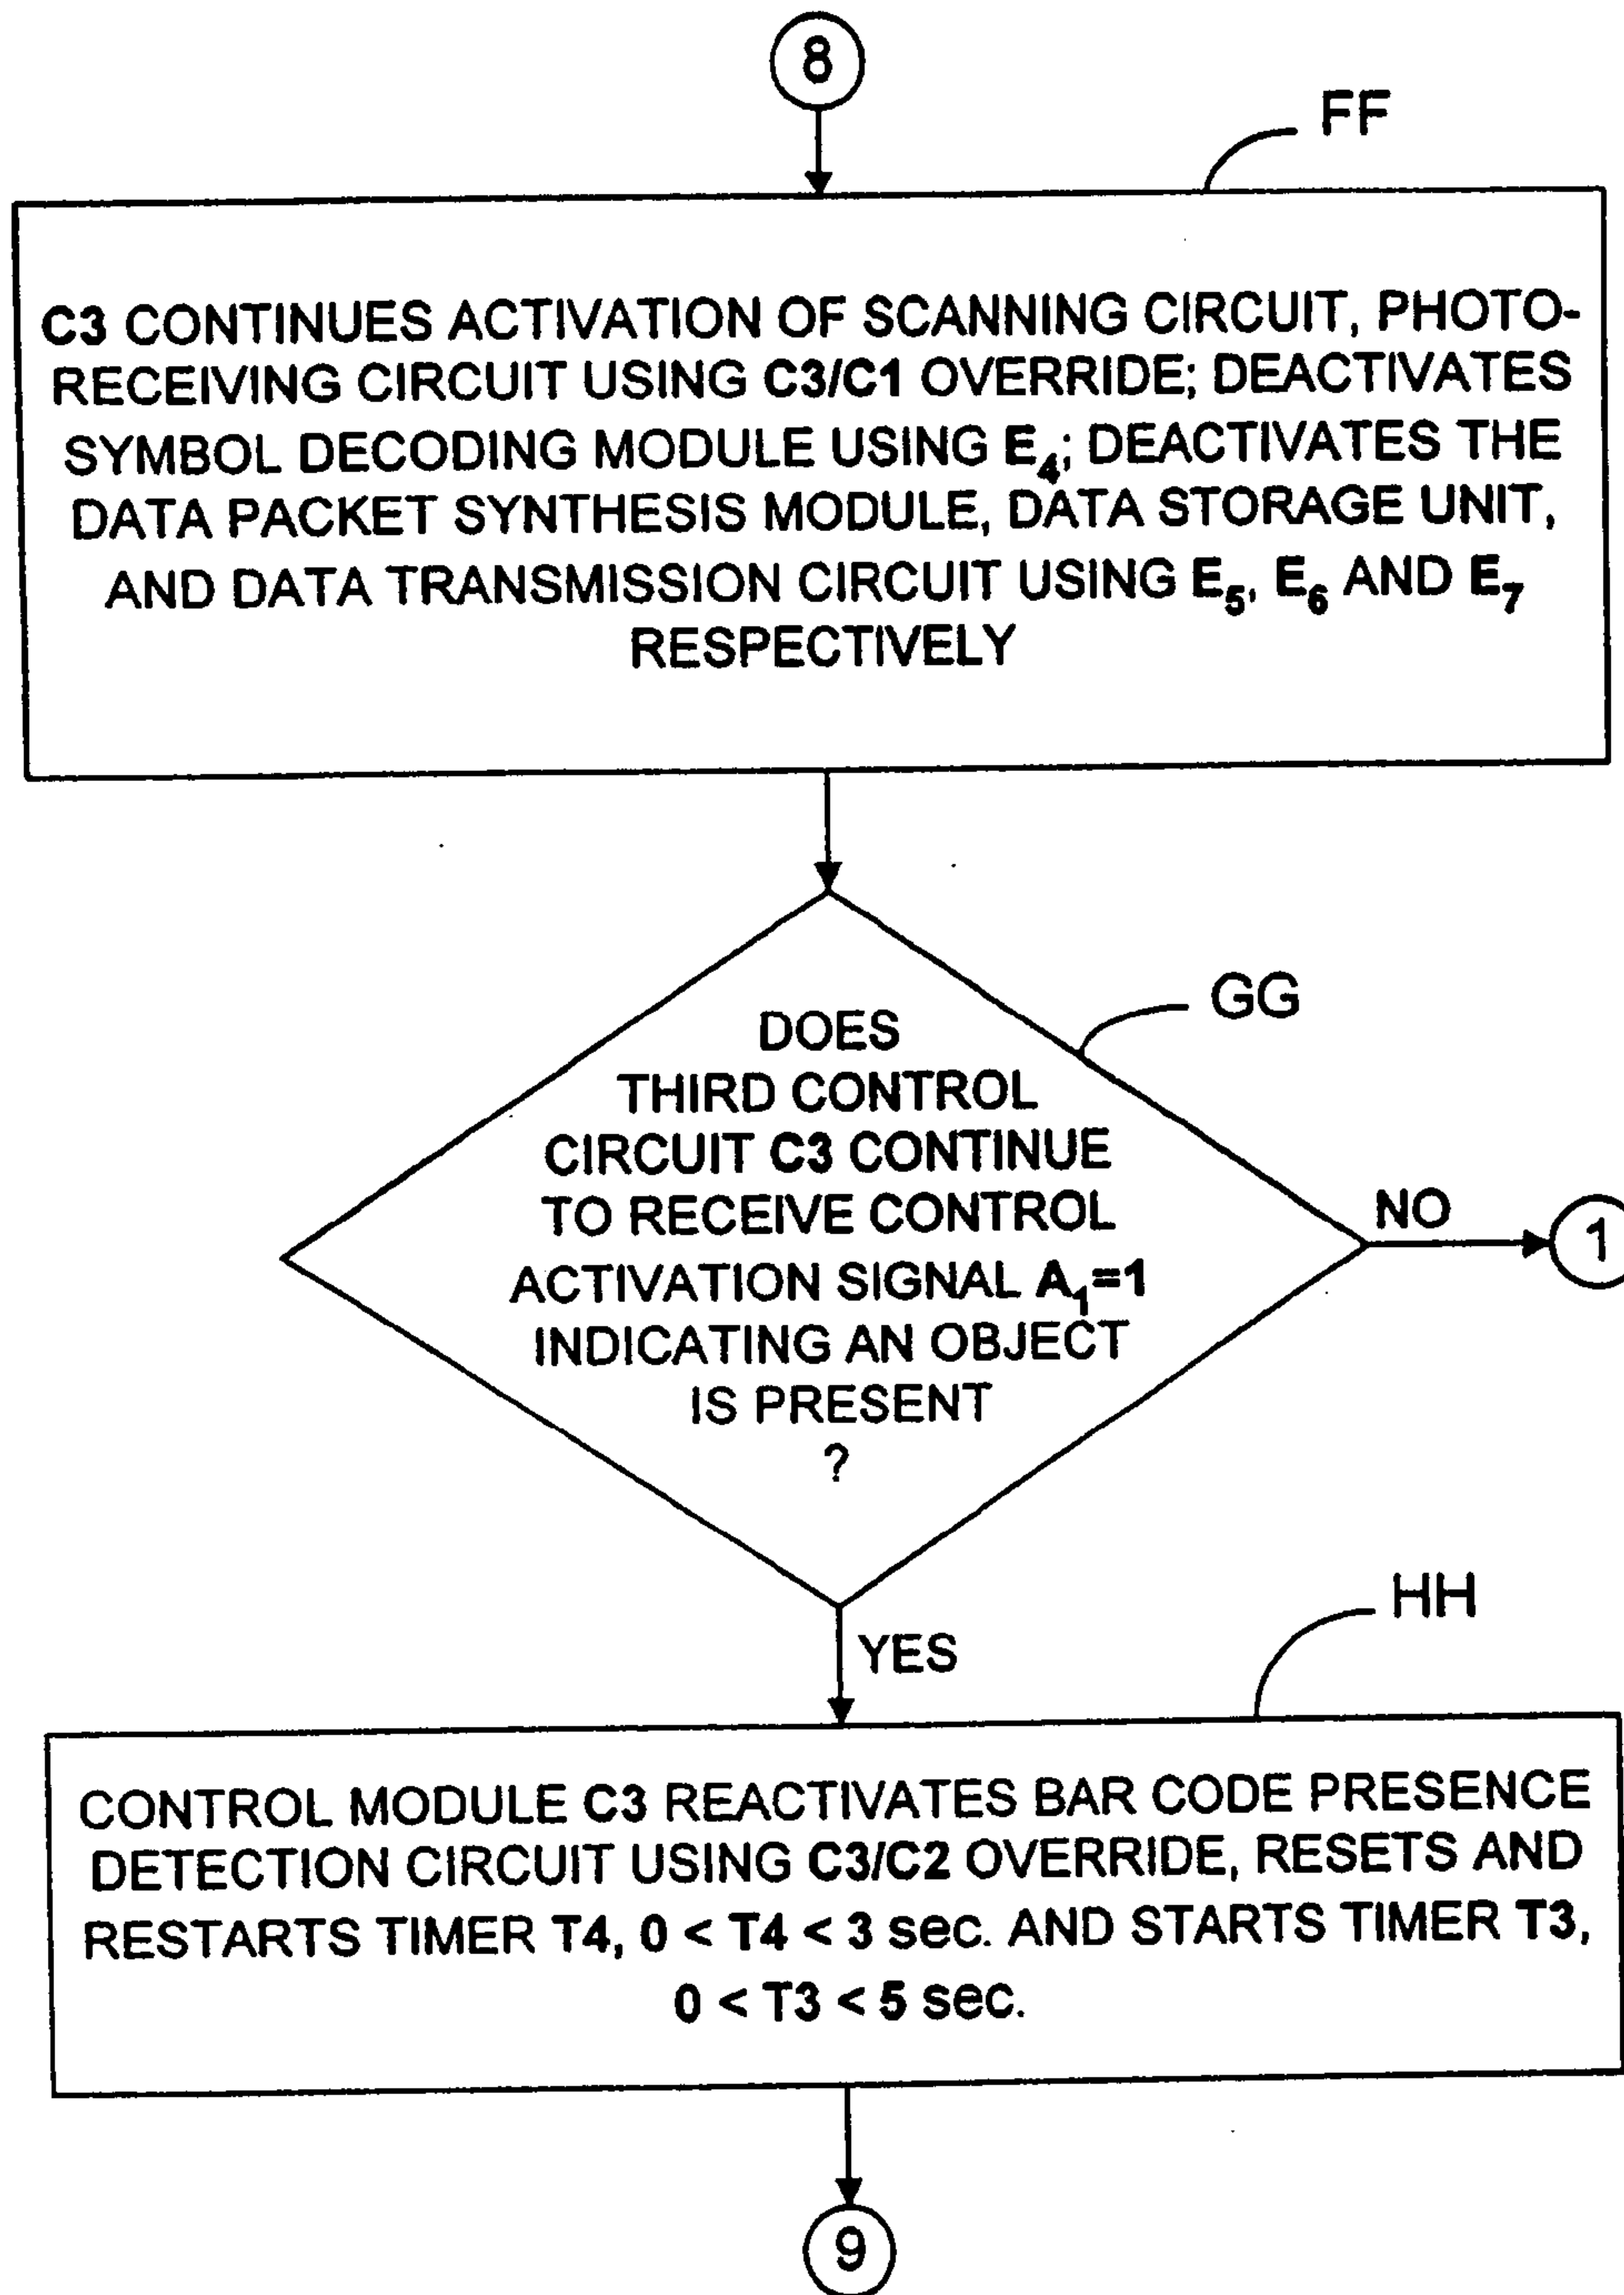 8
FF
C3 CONTINUES ACTIVATION OF SCANNING CIRCUIT, PHOTO-
RECEIVING CIRCUIT USING C3/C1 OVERRIDE; DEACTIVATES
SYMBOL DECODING MODULE USING E₄; DEACTIVATES THE
DATA PACKET SYNTHESIS MODULE, DATA STORAGE UNIT,
AND DATA TRANSMISSION CIRCUIT USING E₅, E₆ AND E₇
RESPECTIVELY
GG
DOES
THIRD CONTROL
CIRCUIT C3 CONTINUE
TO RECEIVE CONTROL
ACTIVATION SIGNAL A₁=1
INDICATING AN OBJECT
IS PRESENT
?
NO
1
YES
HH
CONTROL MODULE C3 REACTIVATES BAR CODE PRESENCE
DETECTION CIRCUIT USING C3/C2 OVERRIDE, RESETS AND
RESTARTS TIMER T4, 0 < T4 < 3 sec. AND STARTS TIMER T3,
0 < T3 < 5 sec.
9